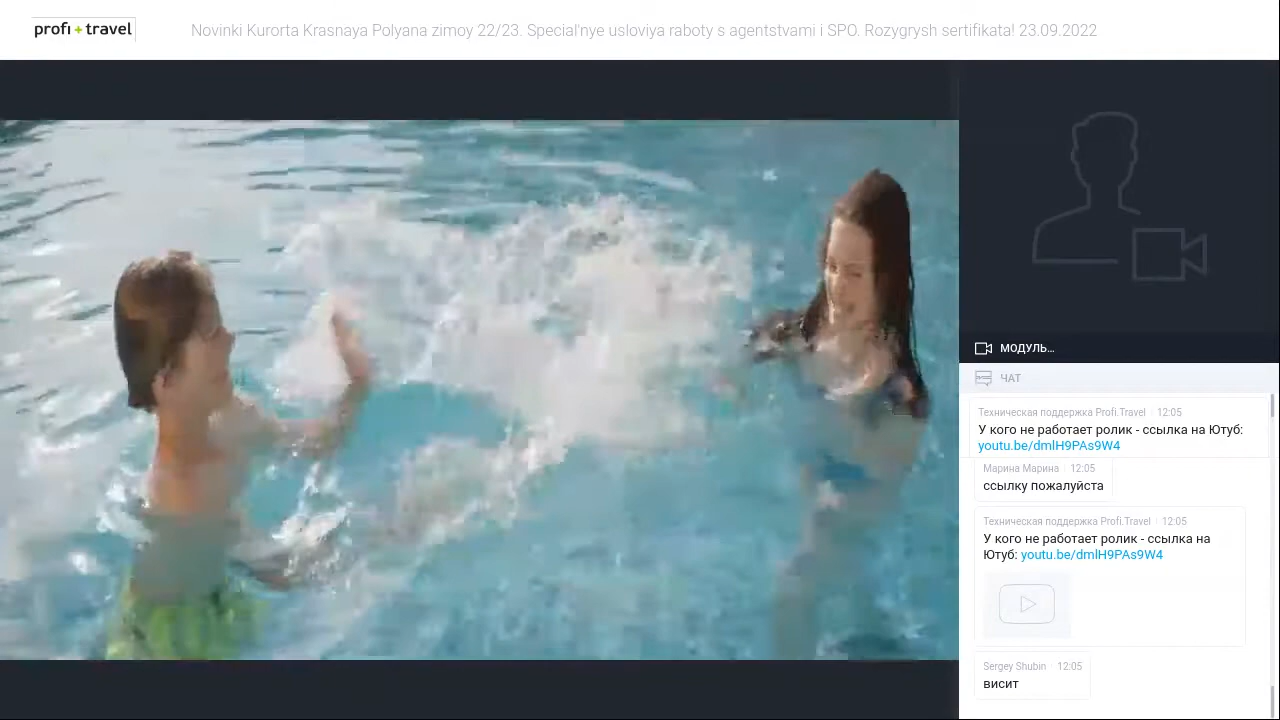 profi + travel
Novinki Kurorta Krasnaya Polyana zimoy 22/23. Special'nye usloviya raboty s agentstvami i SPO. Rozygrysh sertifikata! 23.09.2022
МОДУЛЬ...
ЧАТ
Техническая поддержка Profi.Travel 12:05
У кого не работает ролик - ссылка на Ютуб:
youtu.be/dmlH9PAs9W4
Марина Марина 12:05
ссылку пожалуйста
Техническая поддержка Profi.Travel 12:05
У кого не работает ролик - ссылка на
Ютуб: youtu.be/dmlH9PAs9W4
Sergey Shubin 12:05
висит